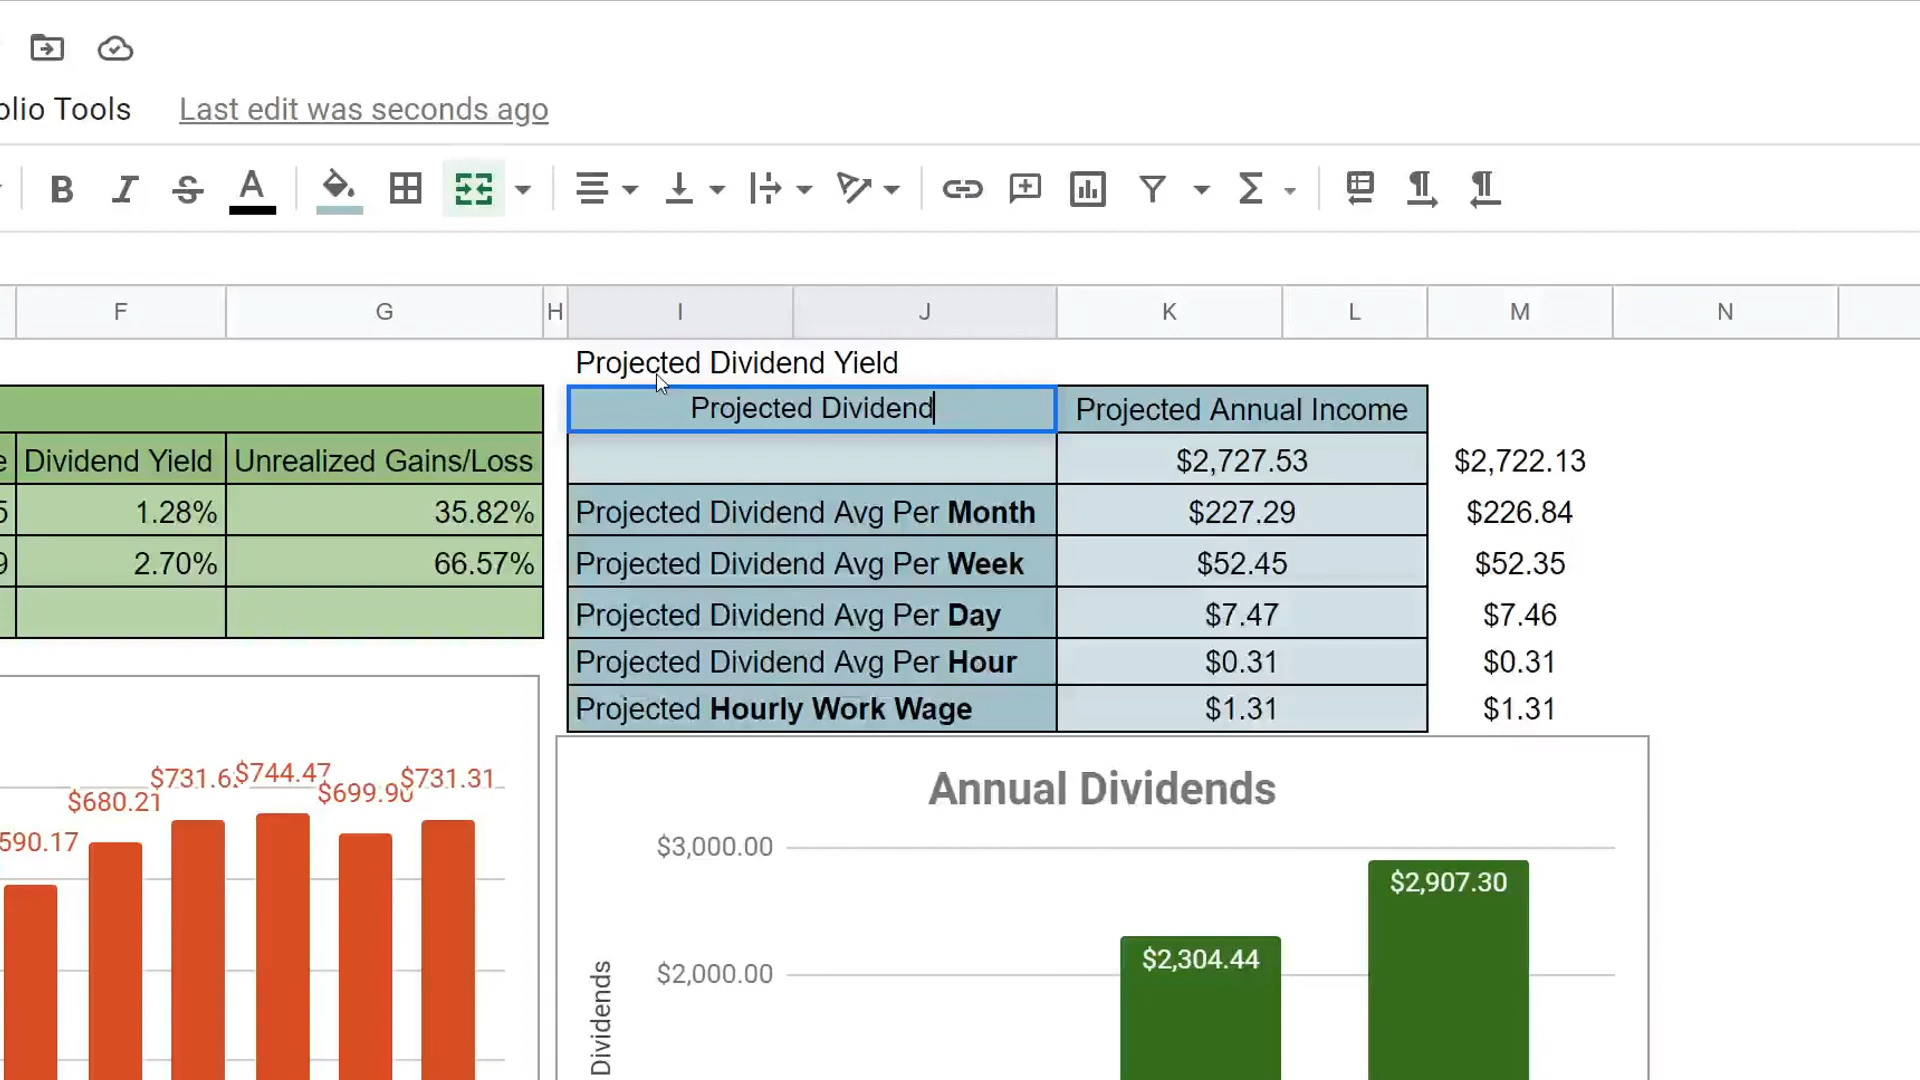 olio Tools Last edit was seconds ago
B I S A
F G H I J K L M N
Projected Dividend Yield
Projected Dividend Projected Annual Income
e Dividend Yield Unrealized Gains/Loss $2,727.53 $2,722.13
5 1.28% 35.82% Projected Dividend Avg Per Month $227.29 $226.84
9 2.70% 66.57% Projected Dividend Avg Per Week $52.45 $52.35
Projected Dividend Avg Per Day $7.47 $7.46
Projected Dividend Avg Per Hour $0.31 $0.31
Projected Hourly Work Wage $1.31 $1.31
590.17 $680.21 $731.6 $744.47 $699.90 $731.31
Annual Dividends
$3,000.00
$2,907.30
$2,304.44
$2,000.00
Dividends